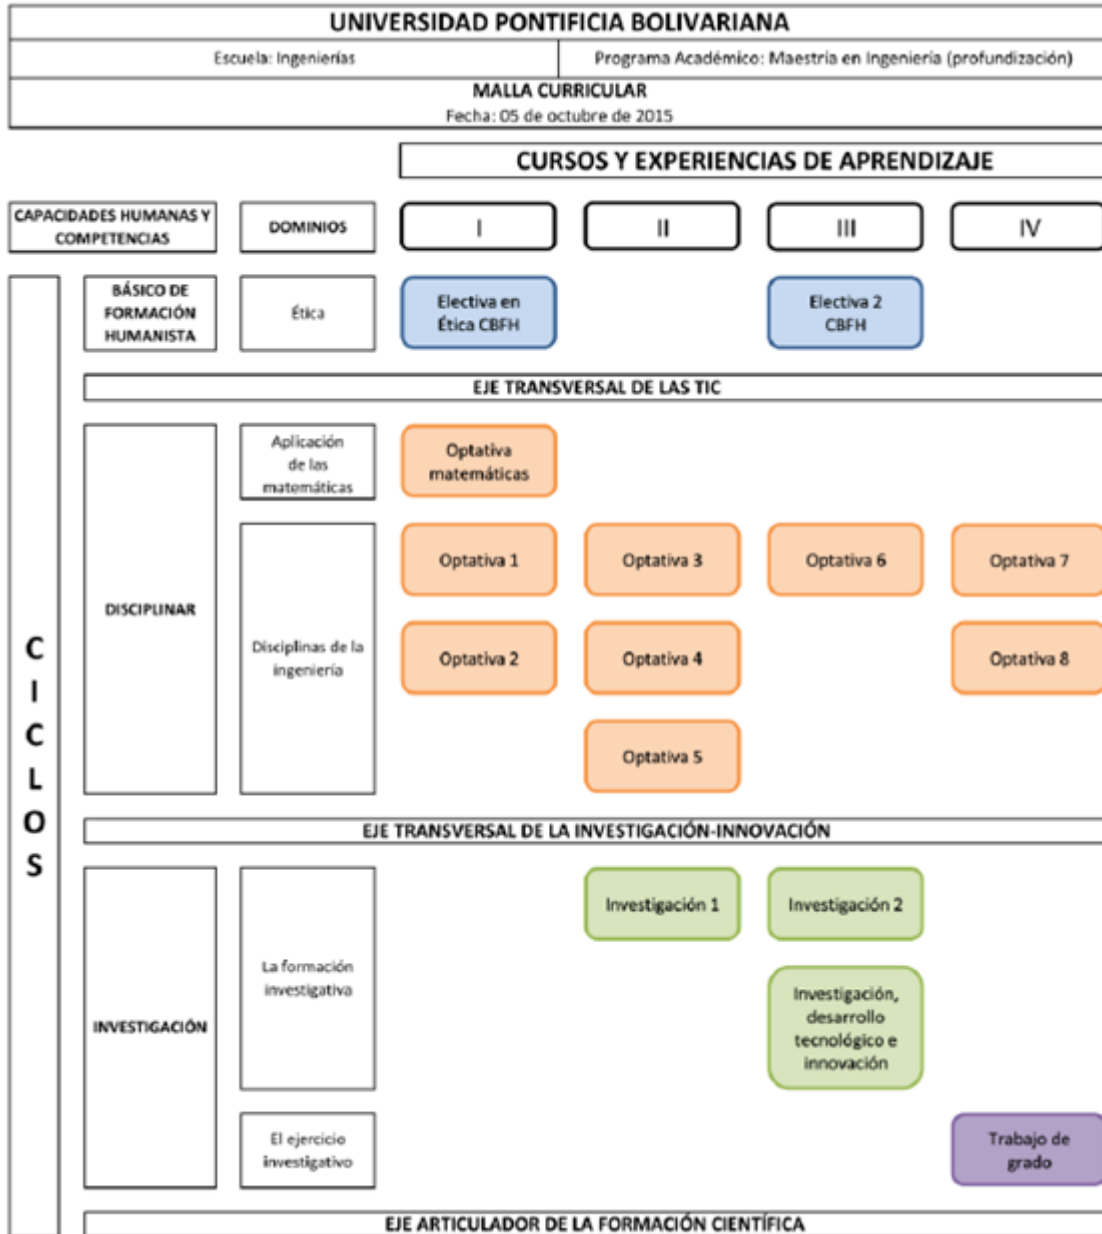 UNIVERSIDAD PONTIFICIA BOLIVARIANA
Escuela: Ingenierías
Programa Académico: Maestría en Ingeniería (profundización)
MALLA CURRICULAR
Fecha: 05 de octubre de 2015
CURSOS Y EXPERIENCIAS DE APRENDIZAJE
CAPACIDADES HUMANAS Y
COMPETENCIAS
DOMINIOS
I
II
III
IV
CICLOS
BÁSICO DE
FORMACIÓN
HUMANISTA
Ética
Electiva en
Ética CBFH
Electiva 2
CBFH
EJE TRANSVERSAL DE LAS TIC
DISCIPLINAR
Aplicación
de las
matemáticas
Optativa
matemáticas
Disciplinas de la
ingeniería
Optativa 1
Optativa 3
Optativa 6
Optativa 7
Optativa 2
Optativa 4
Optativa 8
Optativa 5
EJE TRANSVERSAL DE LA INVESTIGACIÓN-INNOVACIÓN
INVESTIGACIÓN
La formación
investigativa
Investigación 1
Investigación 2
Investigación,
desarrollo
tecnológico e
innovación
El ejercicio
investigativo
Trabajo de
grado
EJE ARTICULADOR DE LA FORMACIÓN CIENTÍFICA